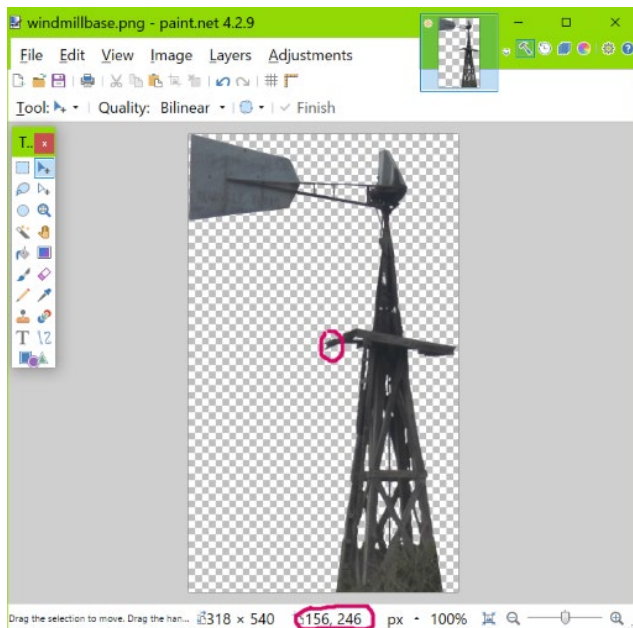 windmillbase.png - paint.net 4.2.9
File Edit View Image Layers Adjustments
Tool: Quality: Bilinear Finish
T.. x
Drag the selection to move. Drag the han... 318 × 540 156, 246 px 100%